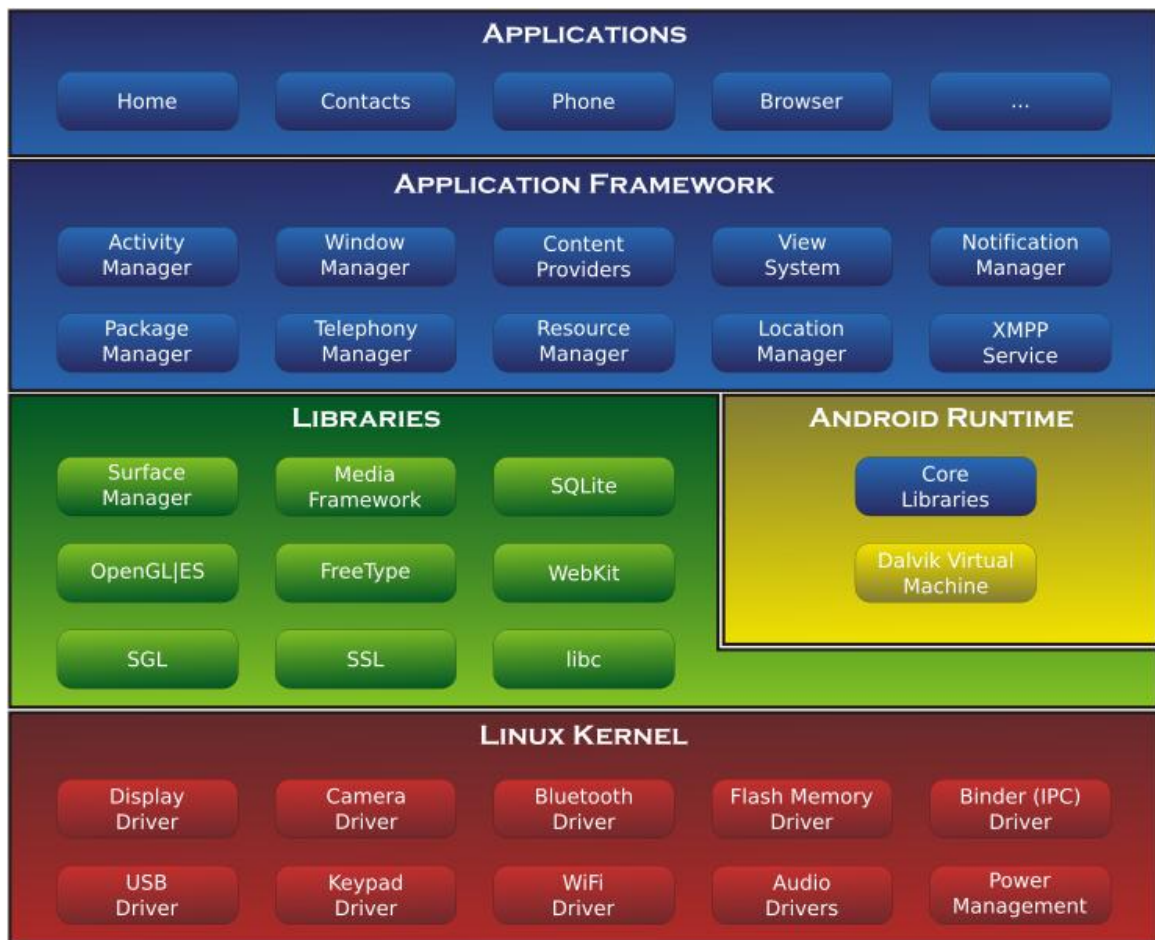 APPLICATIONS
Home
Contacts
Phone
Browser
...
APPLICATION FRAMEWORK
Activity
Manager
Window
Manager
Content
Providers
View
System
Notification
Manager
Package
Manager
Telephony
Manager
Resource
Manager
Location
Manager
XMPP
Service
LIBRARIES
Surface
Manager
Media
Framework
SQLite
OpenGL|ES
FreeType
WebKit
SGL
SSL
libc
ANDROID RUNTIME
Core
Libraries
Dalvik Virtual
Machine
LINUX KERNEL
Display
Driver
Camera
Driver
Bluetooth
Driver
Flash Memory
Driver
Binder (IPC)
Driver
USB
Driver
Keypad
Driver
WiFi
Driver
Audio
Drivers
Power
Management